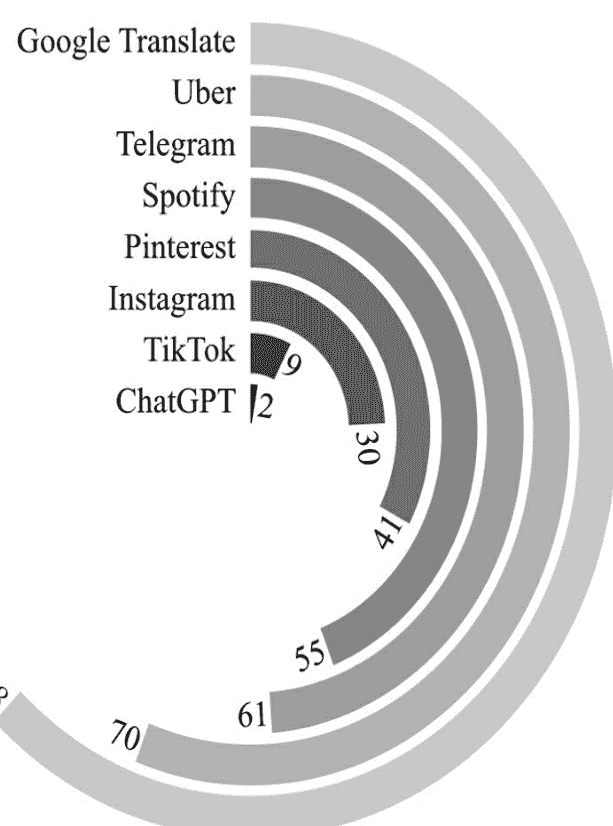 Google Translate
Uber
Telegram
Spotify
Pinterest
Instagram
TikTok
ChatGPT
9
2
30
41
55
61
70